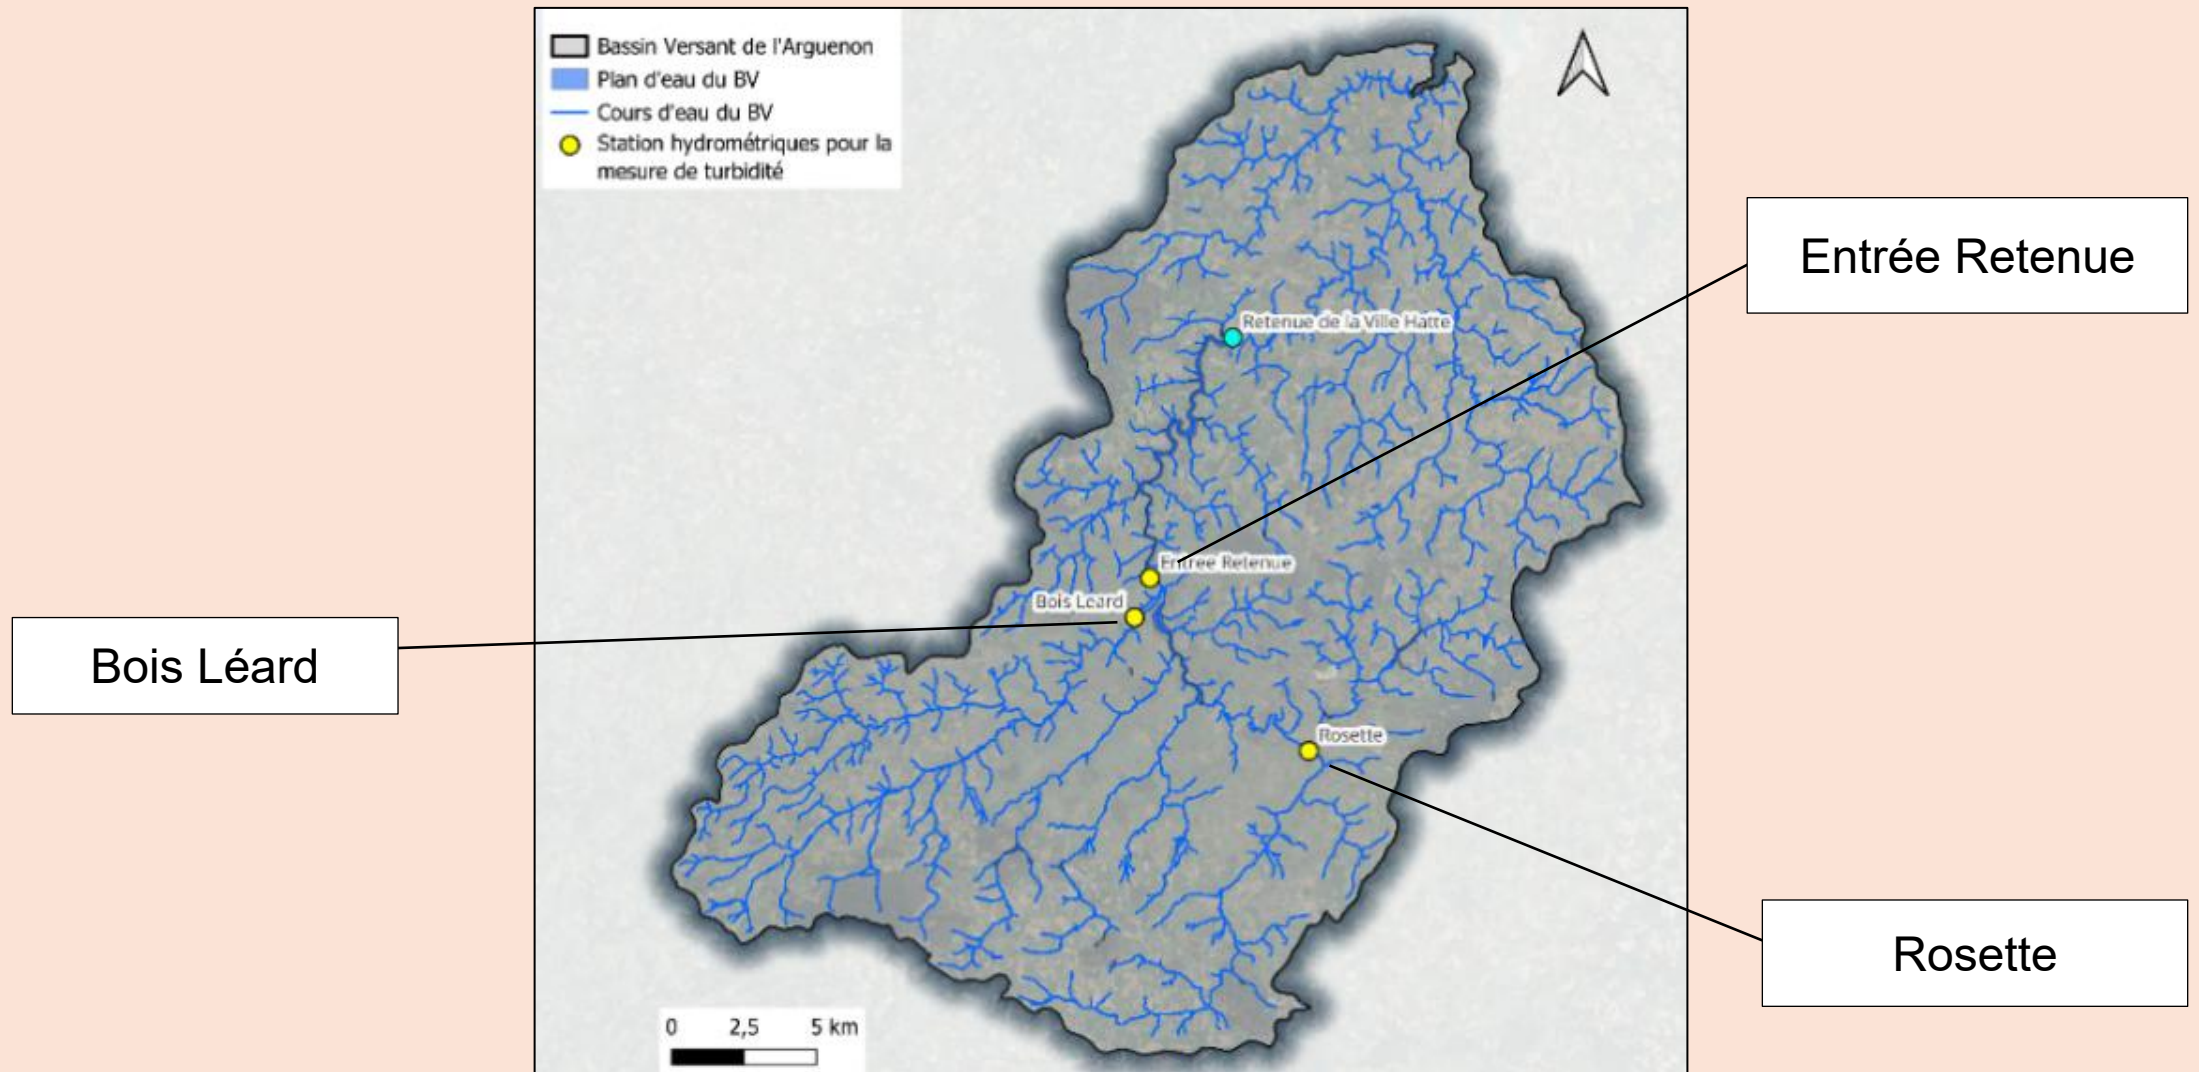 Bassin Versant de l'Arguenon
Plan d'eau du BV
Cours d'eau du BV
Station hydrométriques pour la
mesure de turbidité
Entrée Retenue
Retenue de la Ville Hatte
Entrée Retenue
Bois Léard
Bois Léard
Rosette
Rosette
0 2,5 5 km